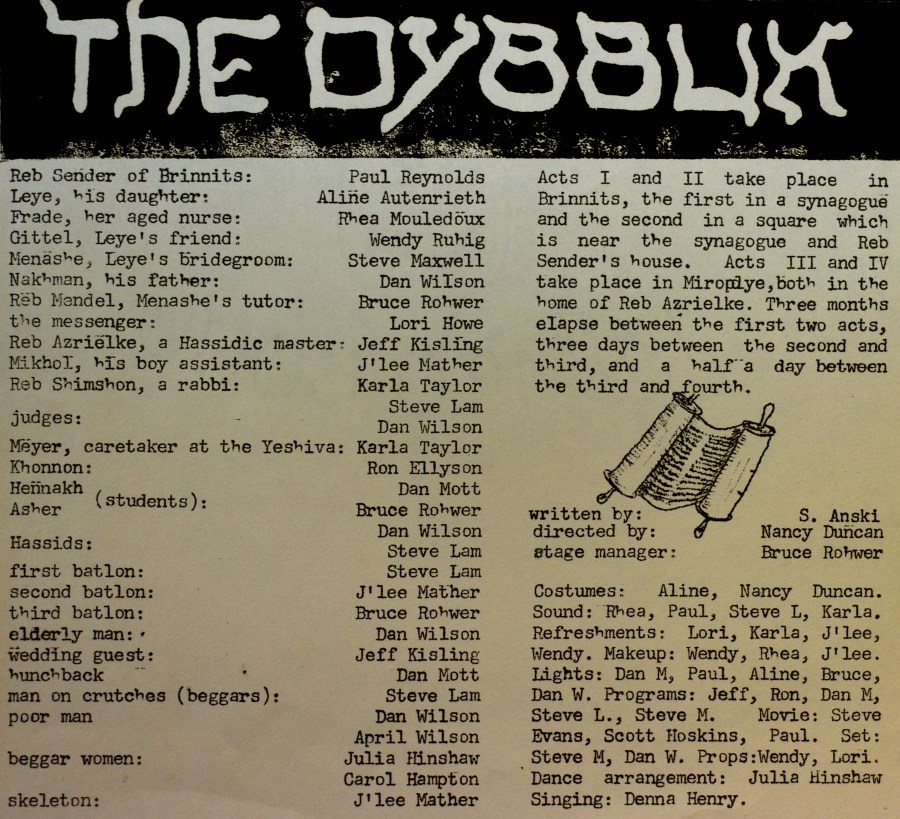 THE DYBBUK
Reb Sender of Brinnits: Paul Reynolds
Leye, his daughter: Aline Autenrieth
Frade, her aged nurse: Rhea Mouledoux
Gittel, Leye's friend: Wendy Ruhig
Menashe, Leye's bridegroom: Steve Maxwell
Nakhman, his father: Dan Wilson
Reb Mendel, Menashe's tutor: Bruce Rohwer
the messenger: Lori Howe
Reb Azrielke, a Hassidic master: Jeff Kisling
Mikhol, his boy assistant: J'lee Mather
Reb Shimshon, a rabbi: Karla Taylor
judges: Steve Lam
Dan Wilson
Meyer, caretaker at the Yeshiva: Karla Taylor
Khonnon: Ron Ellyson
Hennakh (students): Dan Mott
Asher Bruce Rohwer
Hassids: Dan Wilson
Steve Lam
first batlon: Steve Lam
second batlon: J'lee Mather
third batlon: Bruce Rohwer
elderly man: Dan Wilson
wedding guest: Jeff Kisling
hunchback Dan Mott
man on crutches (beggars): Steve Lam
poor man Dan Wilson
April Wilson
beggar women: Julia Hinshaw
Carol Hampton
skeleton: J'lee Mather
Acts I and II take place in
Brinnits, the first in a synagogue
and the second in a square which
is near the synagogue and Reb
Sender's house. Acts III and IV
take place in Miroplye,both in the
home of Reb Azrielke. Three months
elapse between the first two acts,
three days between the second and
third, and a half a day between
the third and fourth.
written by: S. Anski
directed by: Nancy Duncan
stage manager: Bruce Rohwer
Costumes: Aline, Nancy Duncan.
Sound: Rhea, Paul, Steve L, Karla.
Refreshments: Lori, Karla, J'lee,
Wendy. Makeup: Wendy, Rhea, J'lee.
Lights: Dan M, Paul, Aline, Bruce,
Dan W. Programs: Jeff, Ron, Dan M,
Steve L., Steve M. Movie: Steve
Evans, Scott Hoskins, Paul. Set:
Steve M, Dan W. Props:Wendy, Lori.
Dance arrangement: Julia Hinshaw
Singing: Denna Henry.